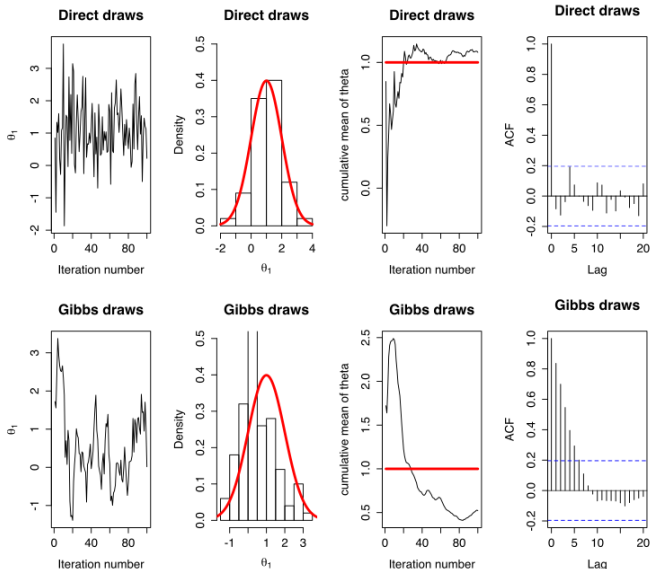 Direct draws
θ1
-2 -1 0 1 2 3 4
0 40 80
Iteration number
Direct draws
Density
0.0 0.1 0.2 0.3 0.4 0.5
-2 0 2 4
θ1
Direct draws
cumulative mean of theta
0.0 0.5 1.0
0 40 80
Iteration number
Direct draws
ACF
-0.2 0.0 0.2 0.4 0.6 0.8 1.0
0 5 10 20
Lag
Gibbs draws
θ1
-1 0 1 2 3
0 40 80
Iteration number
Gibbs draws
Density
0.0 0.1 0.2 0.3 0.4 0.5
-1 1 2 3
θ1
Gibbs draws
cumulative mean of theta
0.5 1.0 1.5 2.0 2.5
0 40 80
Iteration number
Gibbs draws
ACF
-0.2 0.0 0.2 0.4 0.6 0.8 1.0
0 5 10 15 20
Lag